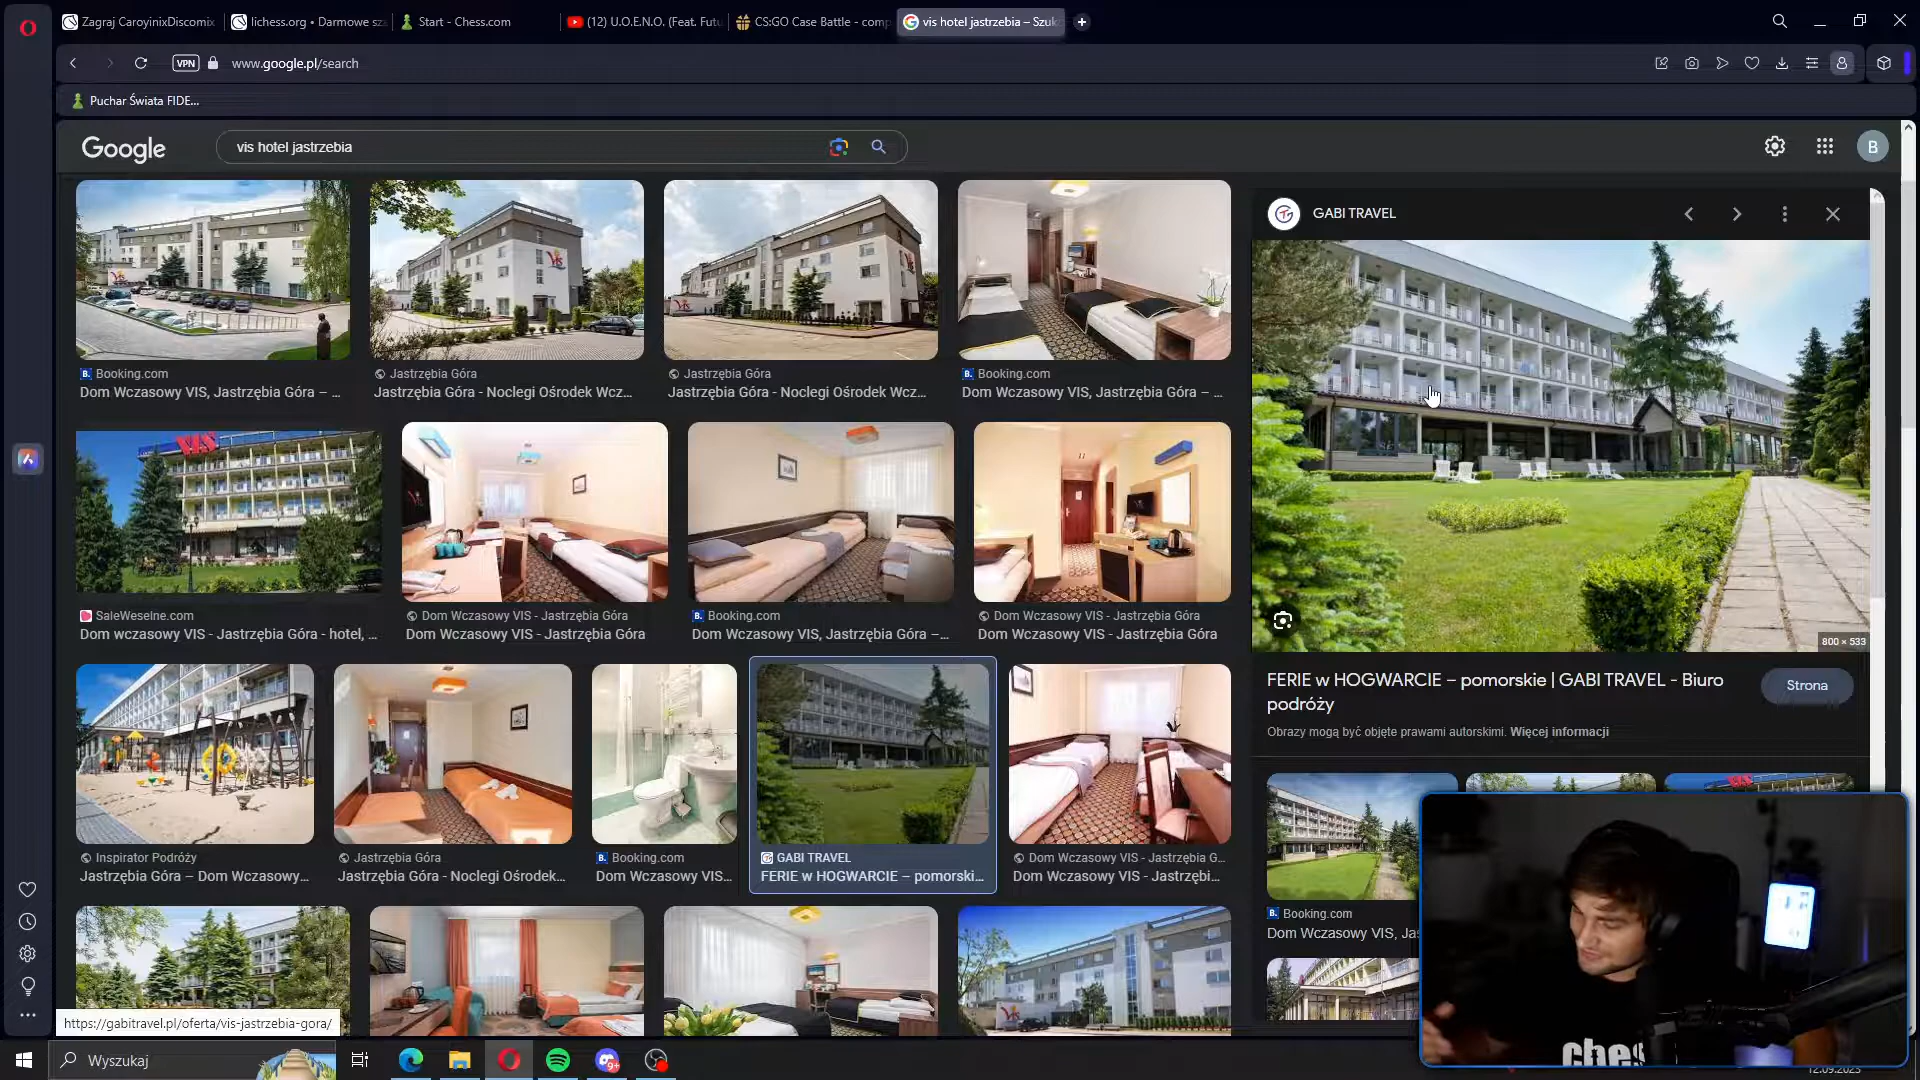 Zagraj CaroyinixDiscomix
lichess.org • Darmowe sza
Start - Chess.com
(12) U.O.E.N.O. (Feat. Futu
CS:GO Case Battle - comp
vis hotel jastrzebia – Szuk
VPN
www.google.pl/search
Puchar Świata FIDE...
Google
vis hotel jastrzebia
B
GABI TRAVEL
Booking.com
Dom Wczasowy VIS, Jastrzębia Góra – ...
Jastrzębia Góra
Jastrzębia Góra - Noclegi Ośrodek Wcz...
Jastrzębia Góra
Jastrzębia Góra - Noclegi Ośrodek Wcz...
Booking.com
Dom Wczasowy VIS, Jastrzębia Góra – ...
VIS
SaleWeselne.com
Dom wczasowy VIS - Jastrzębia Góra - hotel, ...
Dom Wczasowy VIS - Jastrzębia Góra
Dom Wczasowy VIS - Jastrzębia Góra
Booking.com
Dom Wczasowy VIS, Jastrzębia Góra –...
Dom Wczasowy VIS - Jastrzębia Góra
Dom Wczasowy VIS - Jastrzębia Góra
800 × 533
FERIE w HOGWARCIE – pomorskie | GABI TRAVEL - Biuro
podróży
Strona
Obrazy mogą być objęte prawami autorskimi. Więcej informacji
Inspirator Podróży
Jastrzębia Góra – Dom Wczasowy...
Jastrzębia Góra
Jastrzębia Góra - Noclegi Ośrodek...
Booking.com
Dom Wczasowy VIS...
GABI TRAVEL
FERIE w HOGWARCIE – pomorski...
Dom Wczasowy VIS - Jastrzębia G...
Dom Wczasowy VIS - Jastrzębi...
Booking.com
Dom Wczasowy VIS, Ja
https://gabitravel.pl/oferta/vis-jastrzebia-gora/
Wyszukaj
9+
ches
12.09.2023